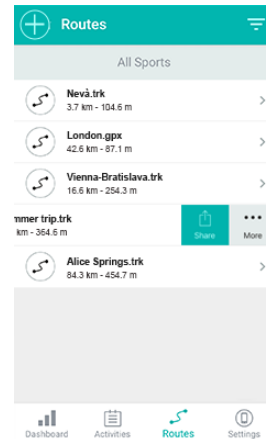 Routes
All Sports
Nevà.trk
3.7 km - 104.6 m
London.gpx
42.6 km - 87.1 m
Vienna-Bratislava.trk
16.6 km - 254.3 m
mmer trip.trk
km - 364.6 m
Share
More
Alice Springs.trk
84.3 km - 454.7 m
Dashboard
Activities
Routes
Settings